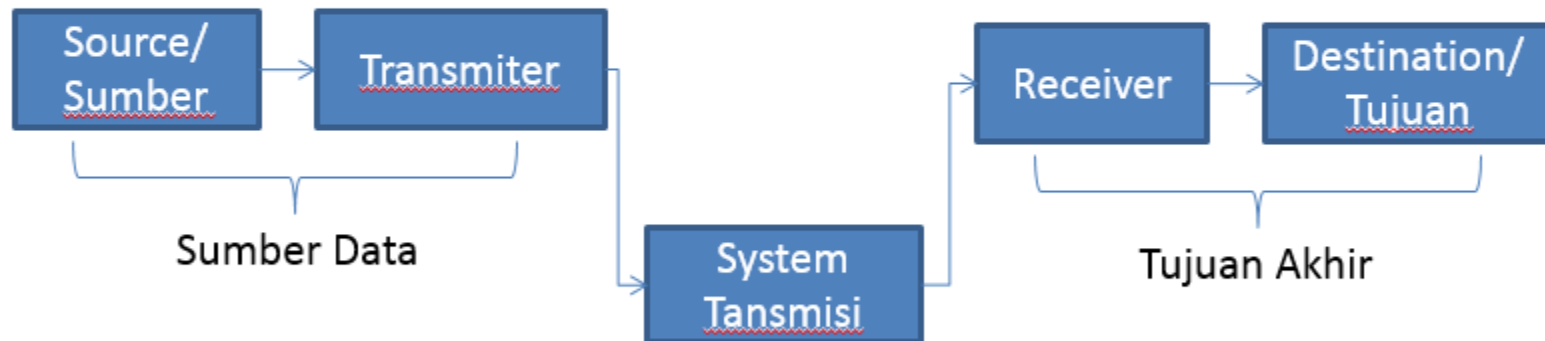 Source/
Sumber
Transmiter
Sumber Data
System
Tansmisi
Receiver
Destination/
Tujuan
Tujuan Akhir